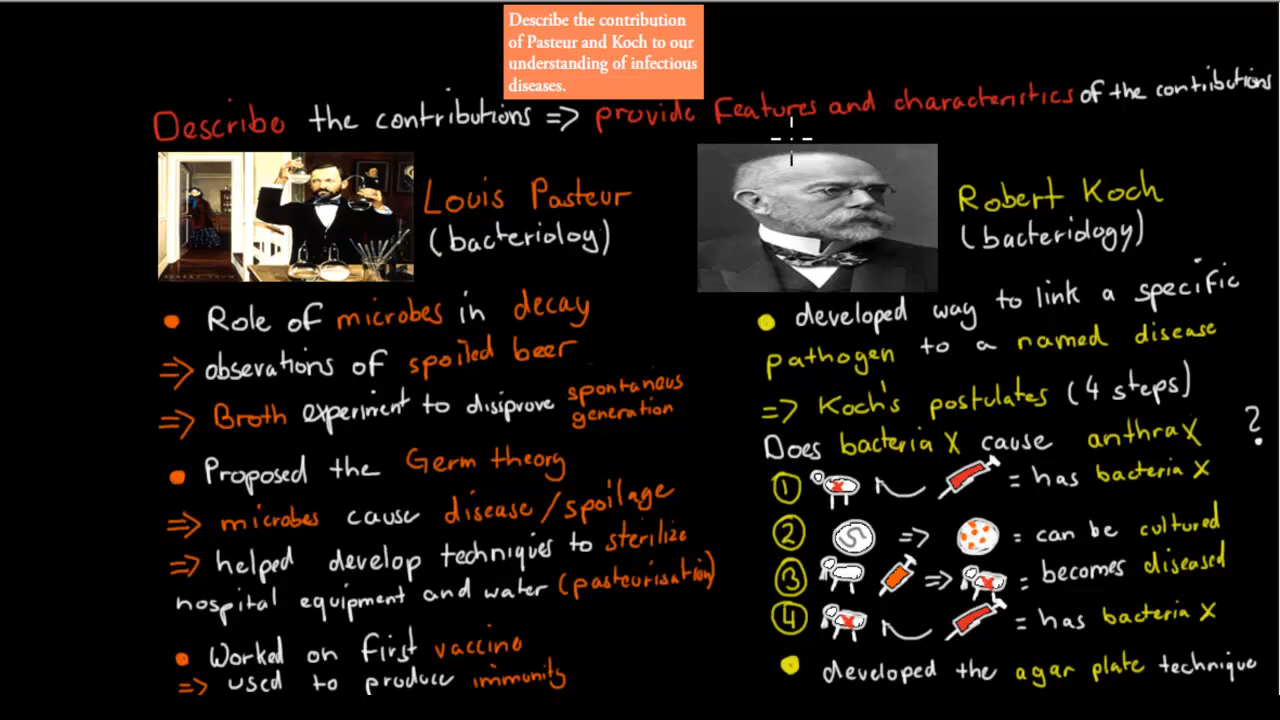 Describe the contribution
of Pasteur and Koch to our
understanding of infectious
diseases.
Describe the contributions => provide features and characteristics of the contributions
Louis Pasteur
(bacterioloy)
• Role of microbes in decay
=> obsevations of spoiled beer
=> Broth experiment to dissprove spontanous
generation
• Proposed the Germ theory
=> microbes cause disease/spoilage
=> helped develop techniques to sterilize
hospital equipment and water (pasteurisation)
• Worked on first vaccine
=> used to produce immunity
Robert Koch
(bacteriology)
• developed way to link a specific
pathogen to a named disease
=> Koch's postulates (4 steps)
Does bacteria X cause anthrax ?
① = has bacteria X
② => = can be cultured
③ => = becomes diseased
④ = has bacteria X
• developed the agar plate technique